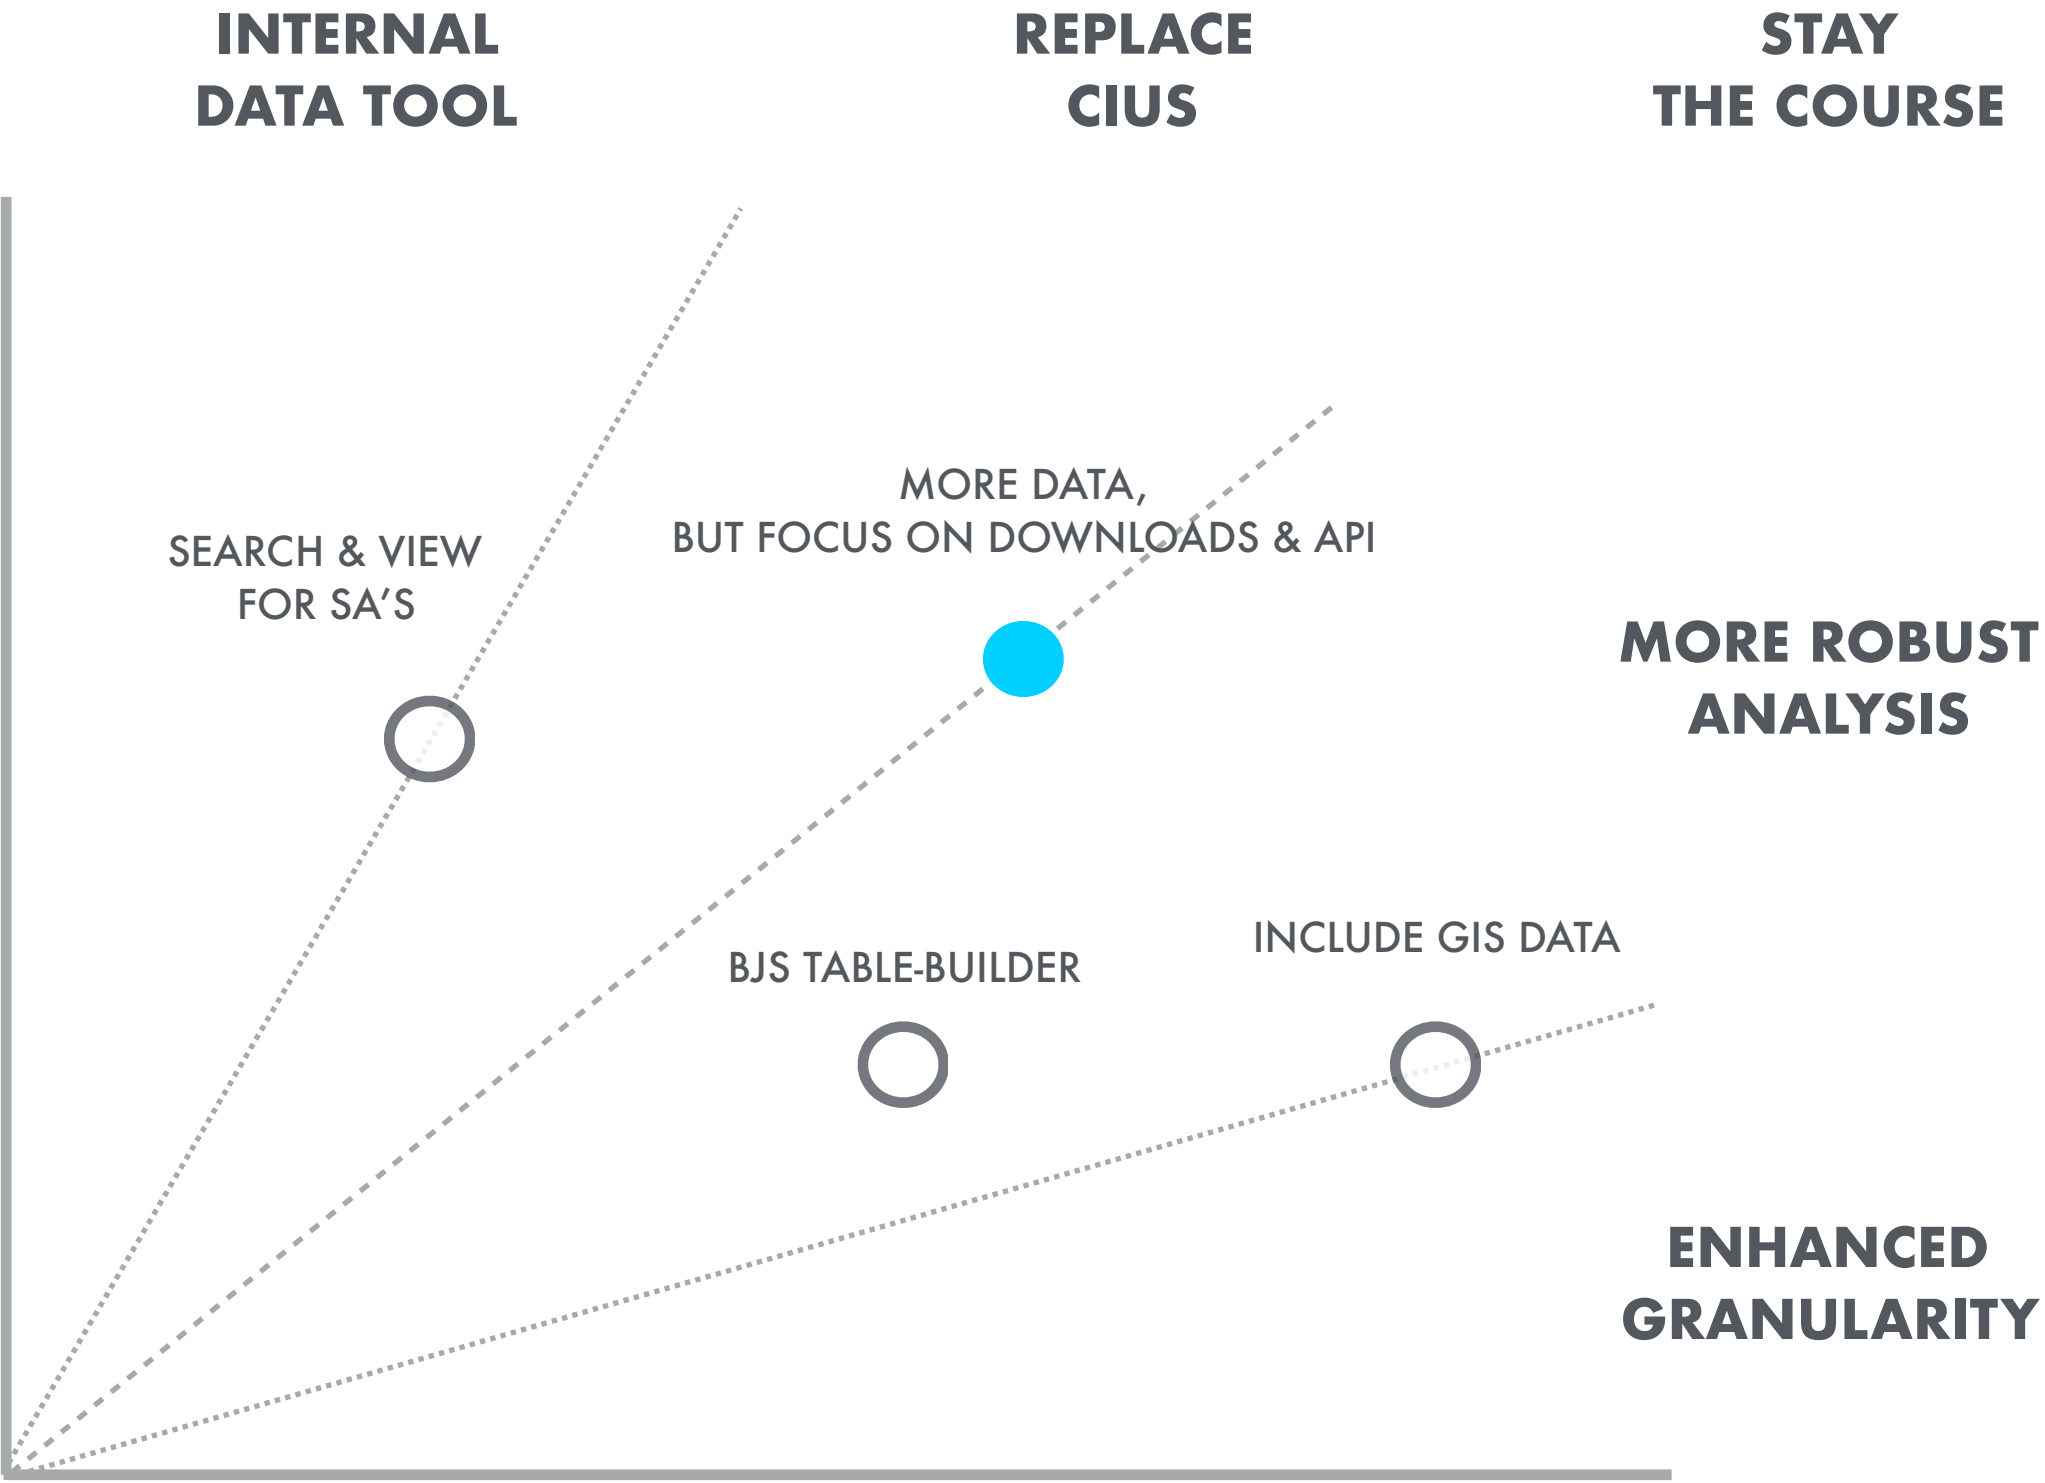 INTERNAL
DATA TOOL
REPLACE
CIUS
STAY
THE COURSE
SEARCH & VIEW
FOR SA’S
MORE DATA,
BUT FOCUS ON DOWNLOADS & API
MORE ROBUST
ANALYSIS
BJS TABLE-BUILDER
INCLUDE GIS DATA
ENHANCED
GRANULARITY